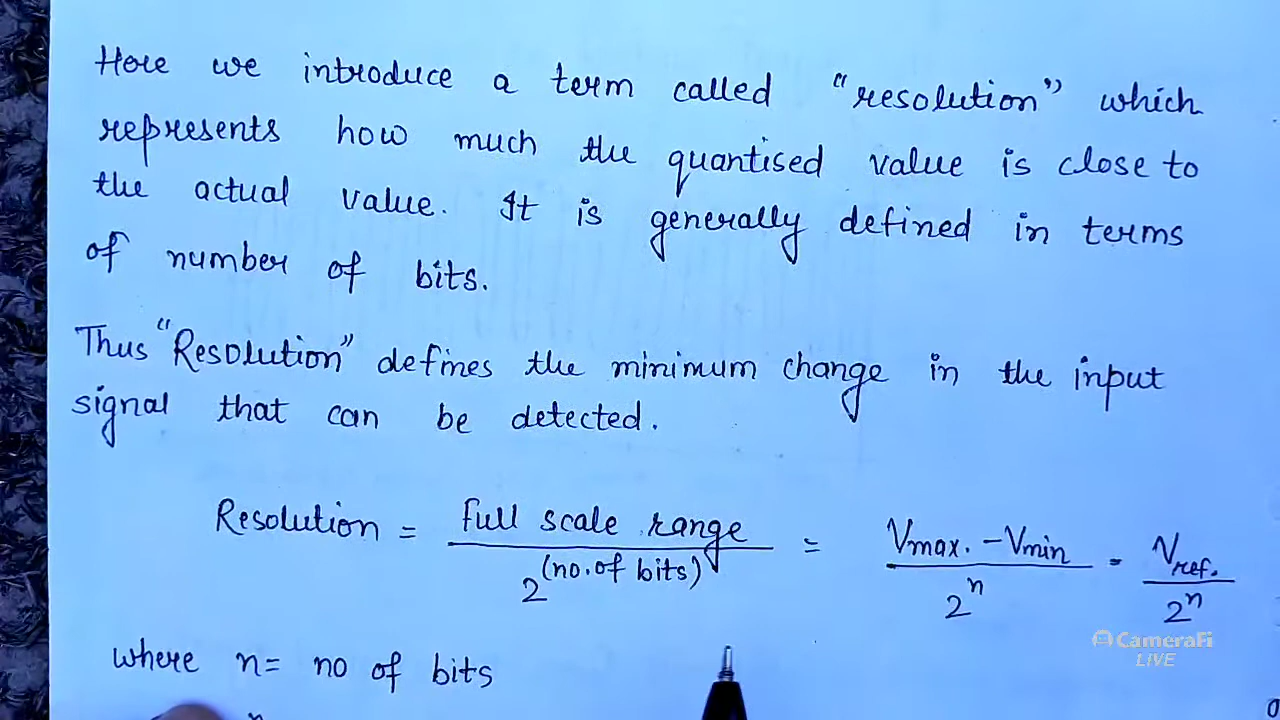 Here we introduce a term called "resolution" which
represents how much the quantised value is close to
the actual value. It is generally defined in terms
of number of bits.
Thus "Resolution" defines the minimum change in the input
signal that can be detected.
Resolution = full scale range / 2^(no. of bits) = Vmax. - Vmin / 2^n = Vref. / 2^n
where n = no of bits
CameraFi
LIVE